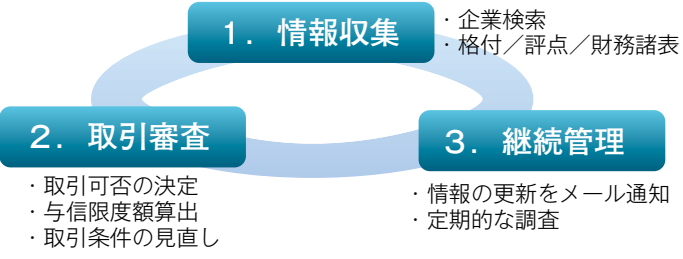 1．情報収集
・企業検索
・格付／評点／財務諸表
2．取引審査
・取引可否の決定
・与信限度額算出
・取引条件の見直し
3．継続管理
・情報の更新をメール通知
・定期的な調査